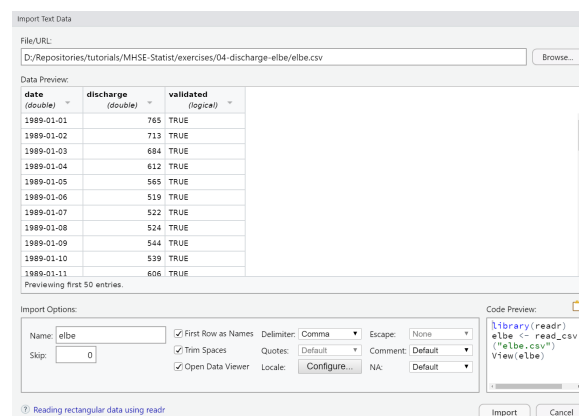 Import Text Data
File/URL:
D:/Repositories/tutorials/MHSE-Statist/exercises/04-discharge-elbe/elbe.csv
Browse...
Data Preview:
date discharge validated
(double) (double) (logical)
1989-01-01 765 TRUE
1989-01-02 713 TRUE
1989-01-03 684 TRUE
1989-01-04 612 TRUE
1989-01-05 565 TRUE
1989-01-06 519 TRUE
1989-01-07 522 TRUE
1989-01-08 524 TRUE
1989-01-09 544 TRUE
1989-01-10 539 TRUE
1989-01-11 606 TRUE
Previewing first 50 entries.
Import Options:
Code Preview:
Name: elbe
Skip: 0
First Row as Names
Trim Spaces
Open Data Viewer
Delimiter: Comma
Quotes: Default
Locale: Configure...
Escape: None
Comment: Default
NA: Default
library(readr)
elbe <- read_csv
("elbe.csv")
View(elbe)
Reading rectangular data using readr
Import
Cancel